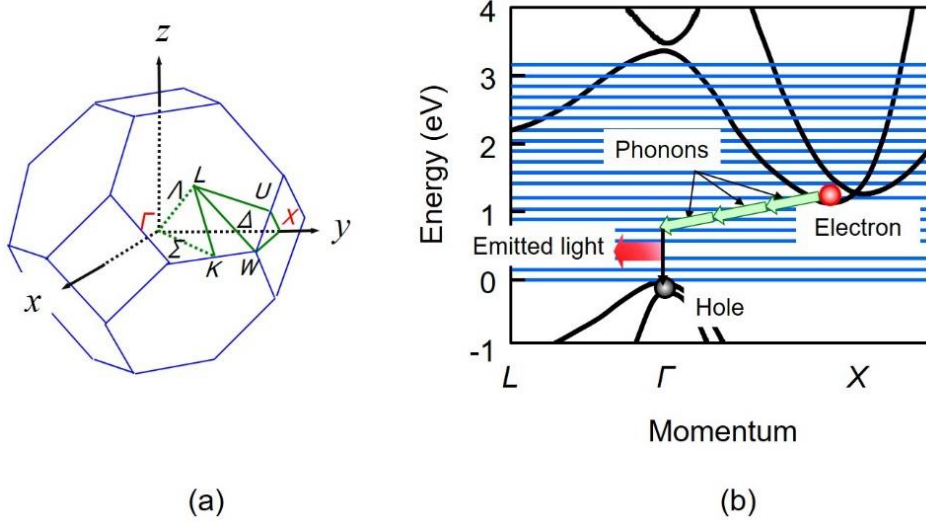 z
Λ
L
U
Γ
Δ
X
y
Σ
K
W
x
(a)
4
3
2
1
0
-1
Energy (eV)
Phonons
Electron
Emitted light
Hole
L
Γ
X
Momentum
(b)